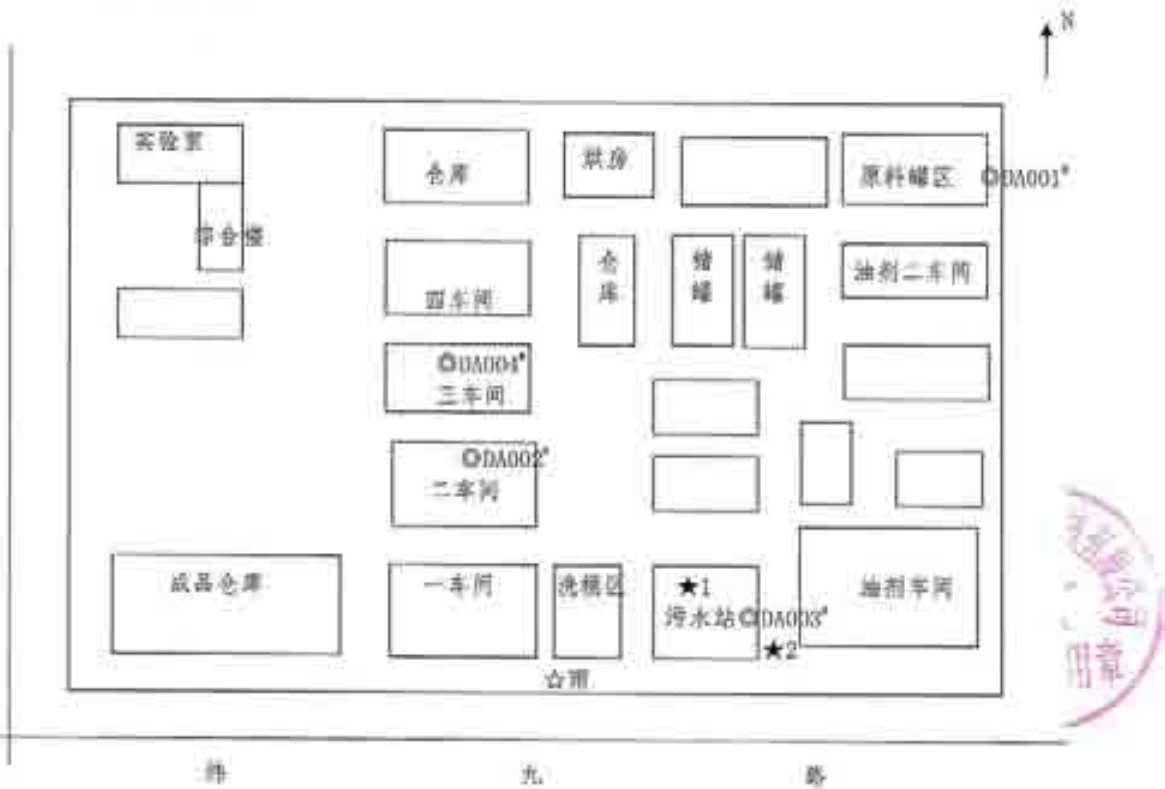 N
实验室
仓库
烘房
原料罐区
◎DA001#
综合楼
四车间
仓库
储罐
储罐
油剂二车间
◎DA004#
三车间
◎DA002#
二车间
成品仓库
一车间
洗桶区
★1
污水站◎DA003#
★2
油剂车间
☆雨
纬 九 路
章